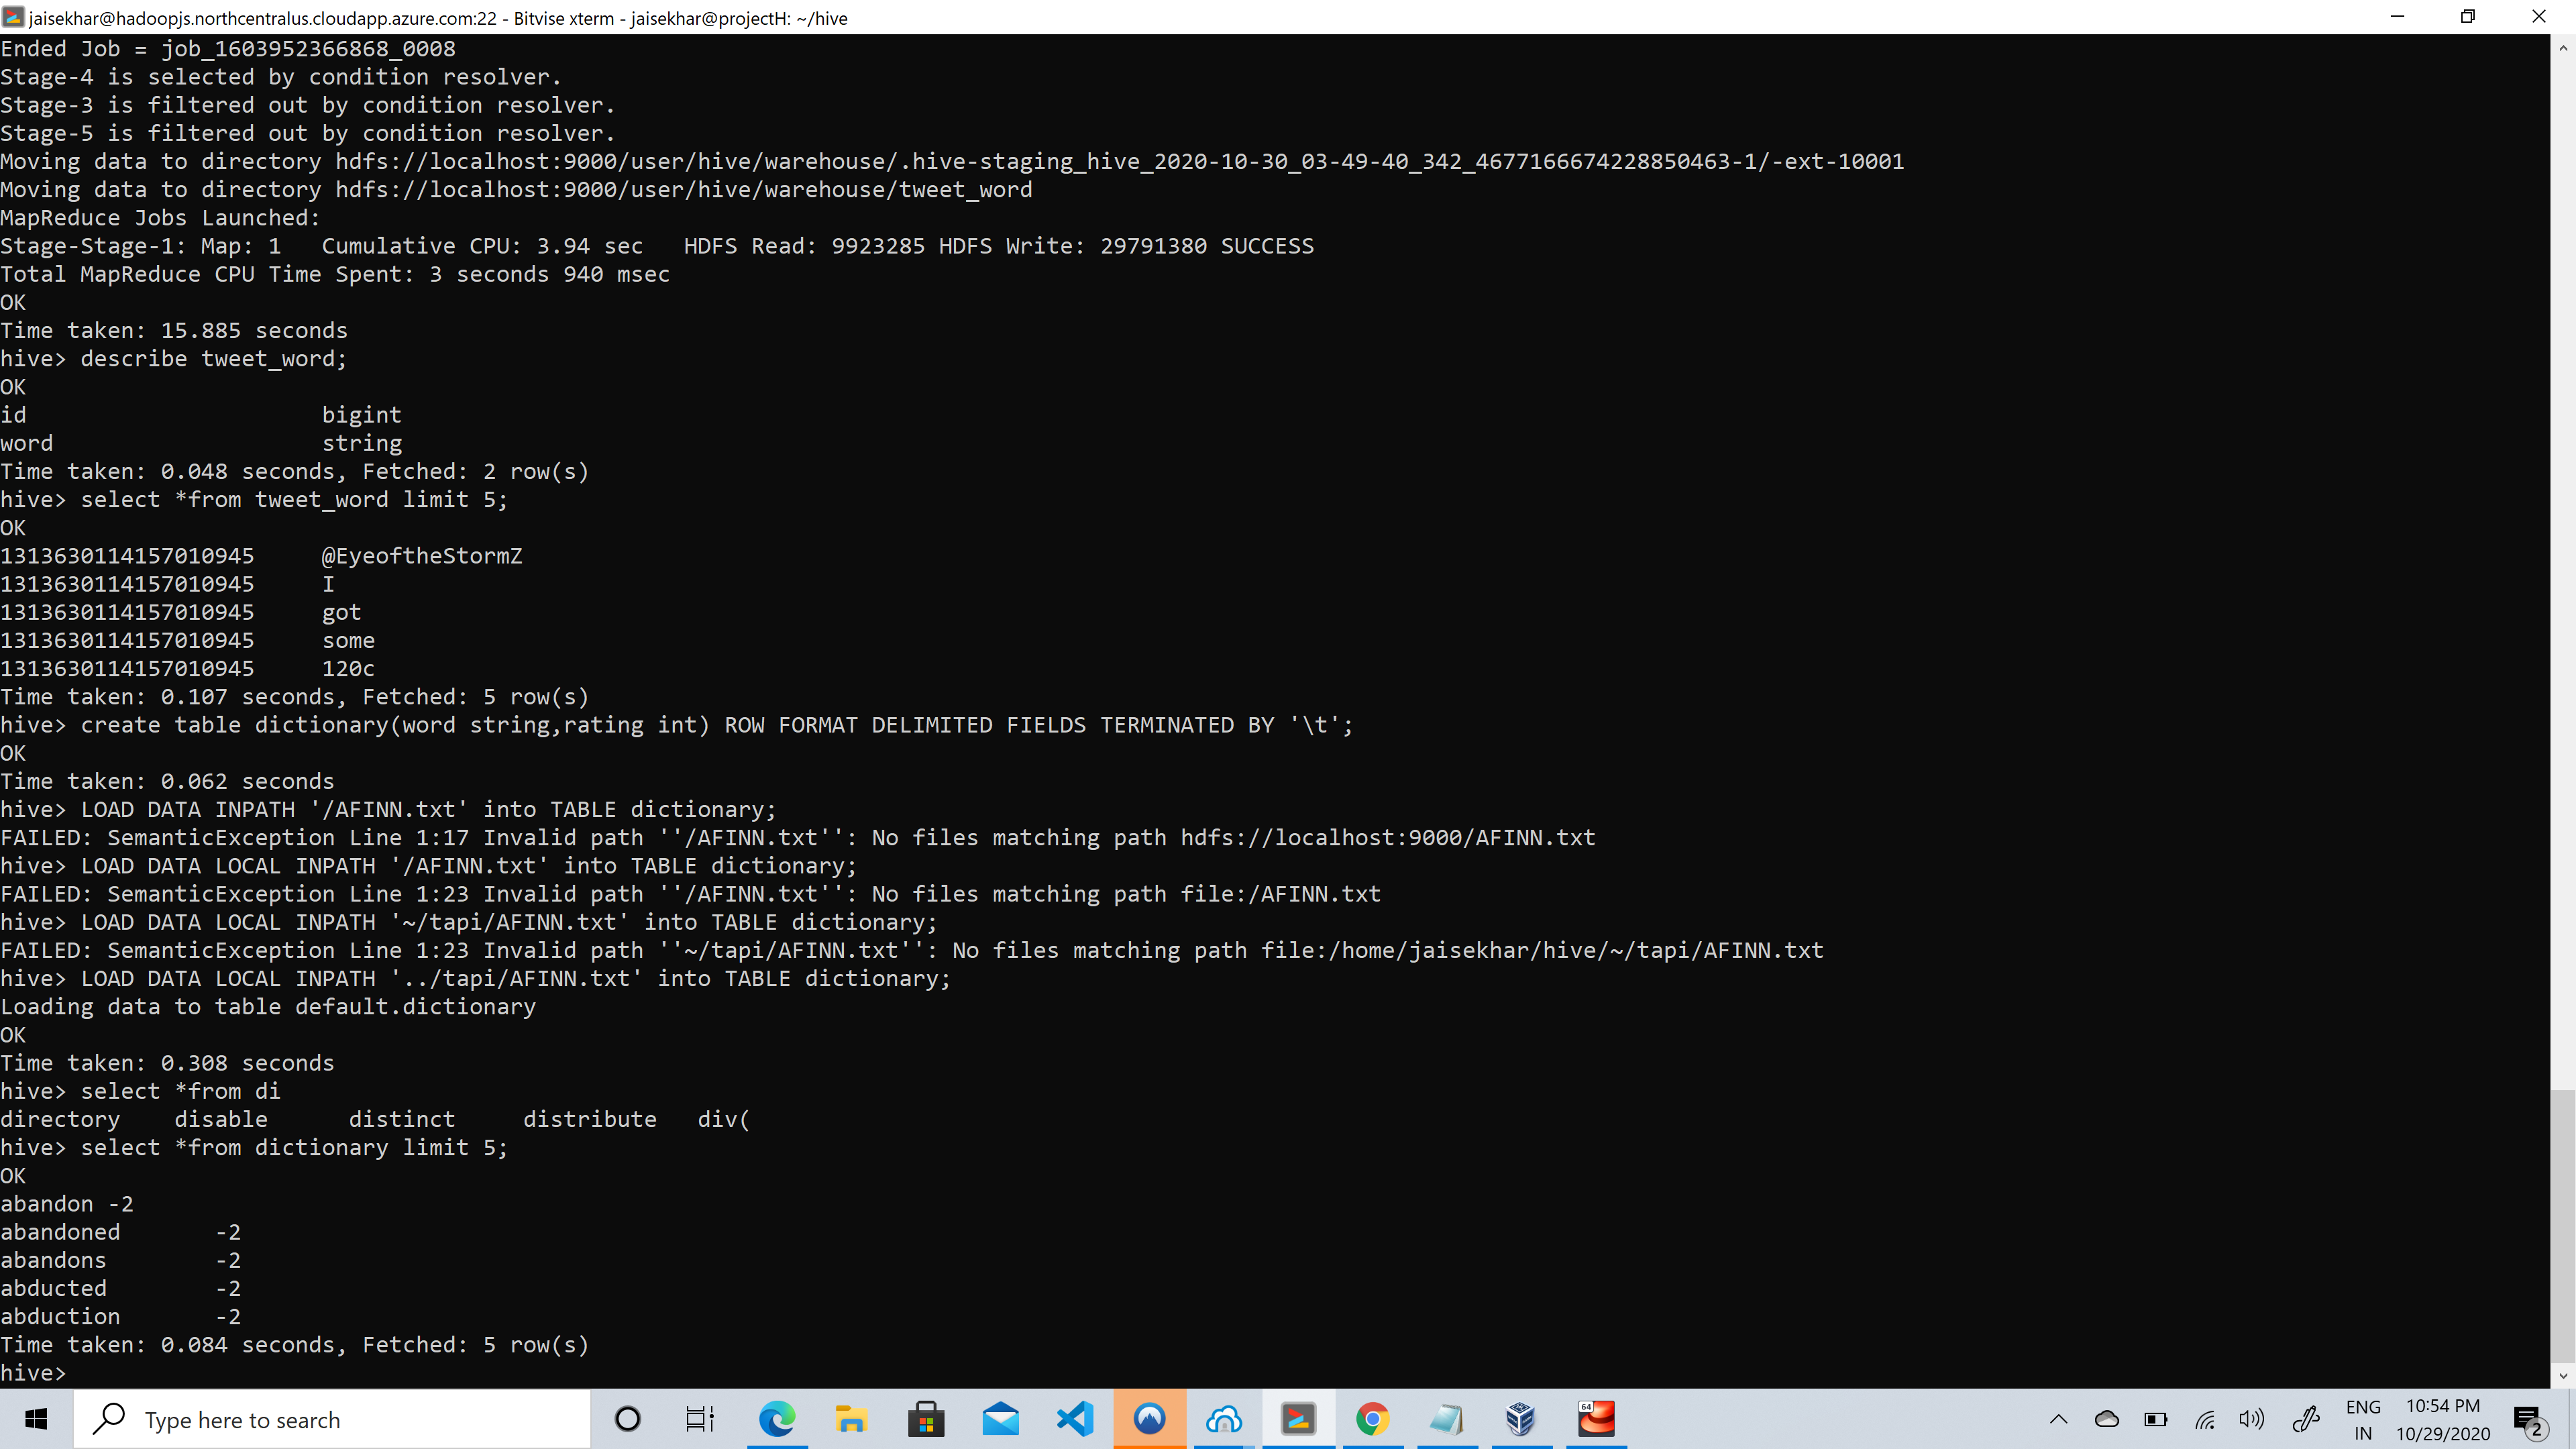 jaisekhar@hadoopjs.northcentralus.cloudapp.azure.com:22 - Bitvise xterm - jaisekhar@projectH: ~/hive
Ended Job = job_1603952366868_0008
Stage-4 is selected by condition resolver.
Stage-3 is filtered out by condition resolver.
Stage-5 is filtered out by condition resolver.
Moving data to directory hdfs://localhost:9000/user/hive/warehouse/.hive-staging_hive_2020-10-30_03-49-40_342_4677166674228850463-1/-ext-10001
Moving data to directory hdfs://localhost:9000/user/hive/warehouse/tweet_word
MapReduce Jobs Launched:
Stage-Stage-1: Map: 1   Cumulative CPU: 3.94 sec   HDFS Read: 9923285 HDFS Write: 29791380 SUCCESS
Total MapReduce CPU Time Spent: 3 seconds 940 msec
OK
Time taken: 15.885 seconds
hive> describe tweet_word;
OK
id                      bigint
word                    string
Time taken: 0.048 seconds, Fetched: 2 row(s)
hive> select *from tweet_word limit 5;
OK
1313630114157010945     @EyeoftheStormZ
1313630114157010945     I
1313630114157010945     got
1313630114157010945     some
1313630114157010945     120c
Time taken: 0.107 seconds, Fetched: 5 row(s)
hive> create table dictionary(word string,rating int) ROW FORMAT DELIMITED FIELDS TERMINATED BY '\t';
OK
Time taken: 0.062 seconds
hive> LOAD DATA INPATH '/AFINN.txt' into TABLE dictionary;
FAILED: SemanticException Line 1:17 Invalid path ''/AFINN.txt'': No files matching path hdfs://localhost:9000/AFINN.txt
hive> LOAD DATA LOCAL INPATH '/AFINN.txt' into TABLE dictionary;
FAILED: SemanticException Line 1:23 Invalid path ''/AFINN.txt'': No files matching path file:/AFINN.txt
hive> LOAD DATA LOCAL INPATH '~/tapi/AFINN.txt' into TABLE dictionary;
FAILED: SemanticException Line 1:23 Invalid path ''~/tapi/AFINN.txt'': No files matching path file:/home/jaisekhar/hive/~/tapi/AFINN.txt
hive> LOAD DATA LOCAL INPATH '../tapi/AFINN.txt' into TABLE dictionary;
Loading data to table default.dictionary
OK
Time taken: 0.308 seconds
hive> select *from di
directory    disable      distinct     distribute   div(
hive> select *from dictionary limit 5;
OK
abandon -2
abandoned       -2
abandons        -2
abducted        -2
abduction       -2
Time taken: 0.084 seconds, Fetched: 5 row(s)
hive>
Type here to search
64
ENG
IN
10:54 PM
10/29/2020
2